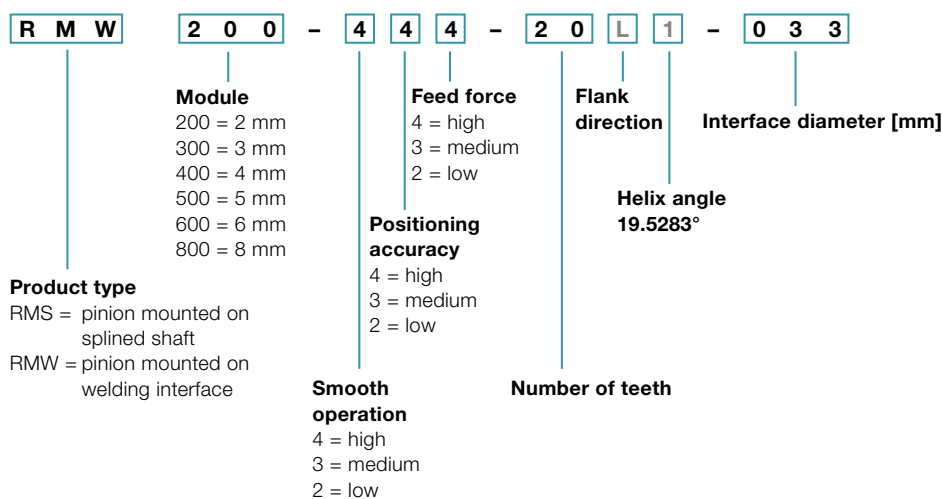 R M W 2 0 0 – 4 4 4 – 2 0 L 1 – 0 3 3
Module
200 = 2 mm
300 = 3 mm
400 = 4 mm
500 = 5 mm
600 = 6 mm
800 = 8 mm
Feed force
4 = high
3 = medium
2 = low
Flank
direction
Interface diameter [mm]
Helix angle
19.5283°
Positioning
accuracy
4 = high
3 = medium
2 = low
Product type
RMS = pinion mounted on
splined shaft
RMW = pinion mounted on
welding interface
Smooth
operation
4 = high
3 = medium
2 = low
Number of teeth